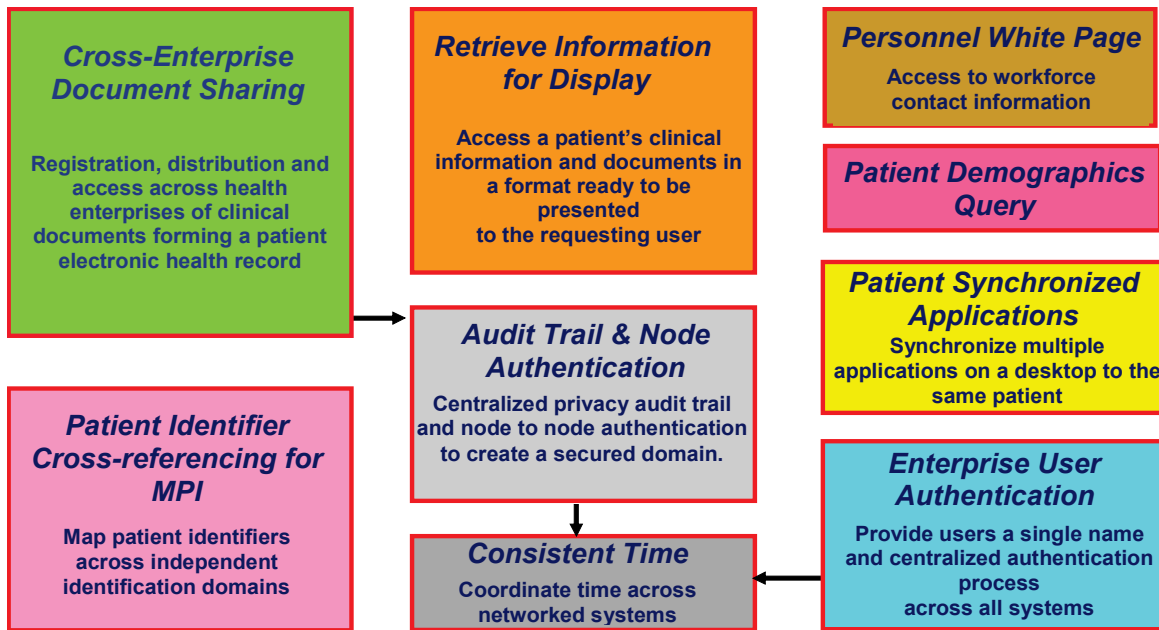 Cross-Enterprise
Document Sharing
Registration, distribution and
access across health
enterprises of clinical
documents forming a patient
electronic health record
Patient Identifier
Cross-referencing for
MPI
Map patient identifiers
across independent
identification domains
Retrieve Information
for Display
Access a patient’s clinical
information and documents in
a format ready to be
presented
to the requesting user
Audit Trail & Node
Authentication
Centralized privacy audit trail
and node to node authentication
to create a secured domain.
Consistent Time
Coordinate time across
networked systems
Personnel White Page
Access to workforce
contact information
Patient Demographics
Query
Patient Synchronized
Applications
Synchronize multiple
applications on a desktop to the
same patient
Enterprise User
Authentication
Provide users a single name
and centralized authentication
process
across all systems